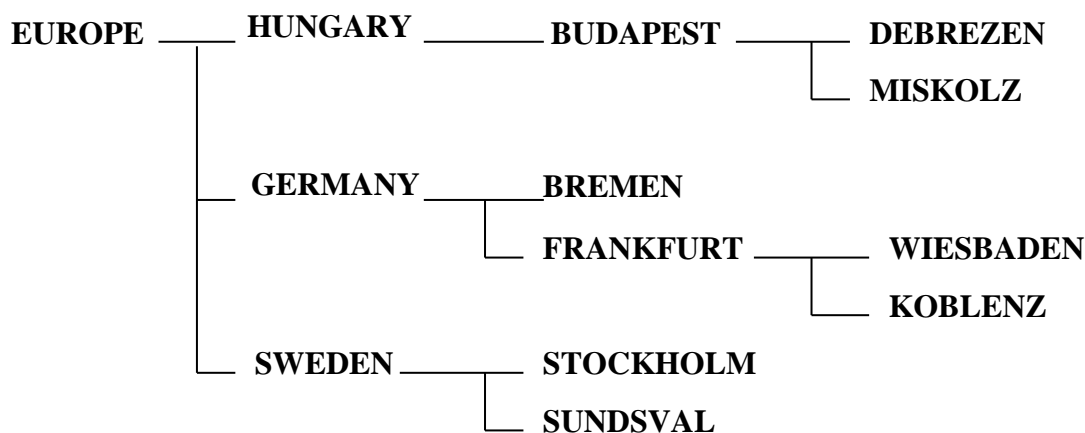 EUROPE HUNGARY BUDAPEST DEBREZEN
MISKOLZ
GERMANY BREMEN
FRANKFURT WIESBADEN
KOBLENZ
SWEDEN STOCKHOLM
SUNDSVAL